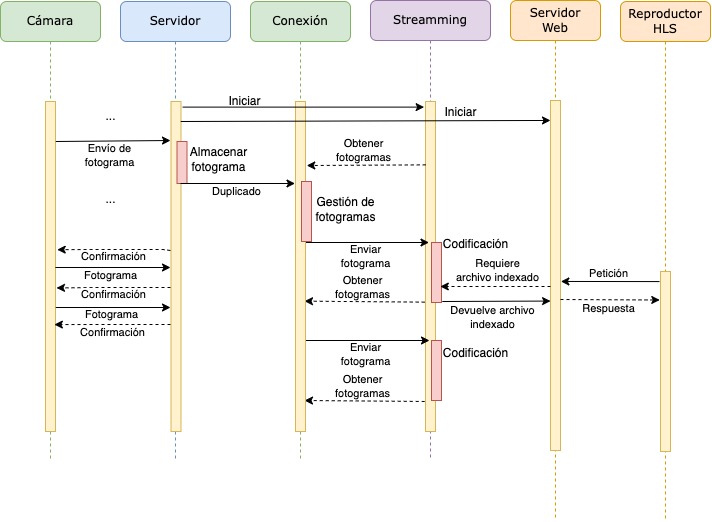 Cámara
Servidor
Conexión
Streamming
Servidor
Web
Reproductor
HLS
...
Iniciar
Iniciar
Envío de
fotograma
Almacenar
fotograma
Obtener
fotogramas
Duplicado
...
Gestión de
fotogramas
Confirmación
Enviar
fotograma
Codificación
Requiere
archivo indexado
Petición
Fotograma
Confirmación
Obtener
fotogramas
Devuelve archivo
indexado
Respuesta
Fotograma
Confirmación
Enviar
fotograma
Codificación
Obtener
fotogramas